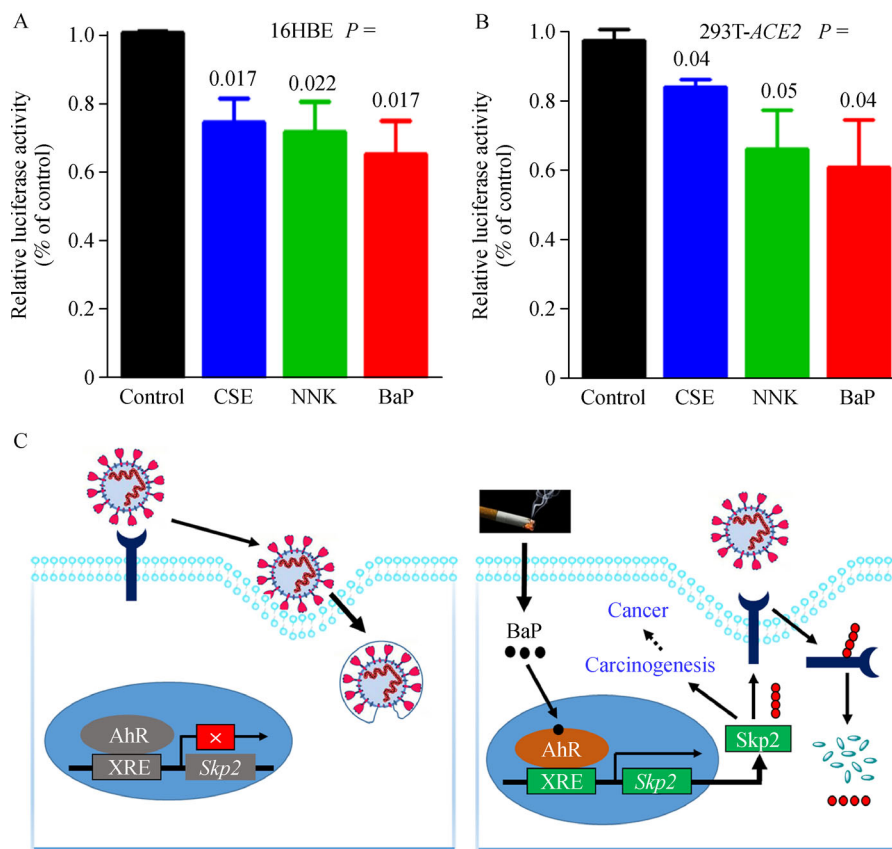 A
16HBE P =
Relative luciferase activity
(% of control)
1.0
0.8
0.6
0.4
0.2
0
0.017
0.022
0.017
Control
CSE
NNK
BaP
B
293T-ACE2 P =
Relative luciferase activity
(% of control)
1.0
0.8
0.6
0.4
0.2
0
0.04
0.05
0.04
Control
CSE
NNK
BaP
C
AhR
XRE
×
Skp2
BaP
Cancer
Carcinogenesis
AhR
XRE
Skp2
Skp2